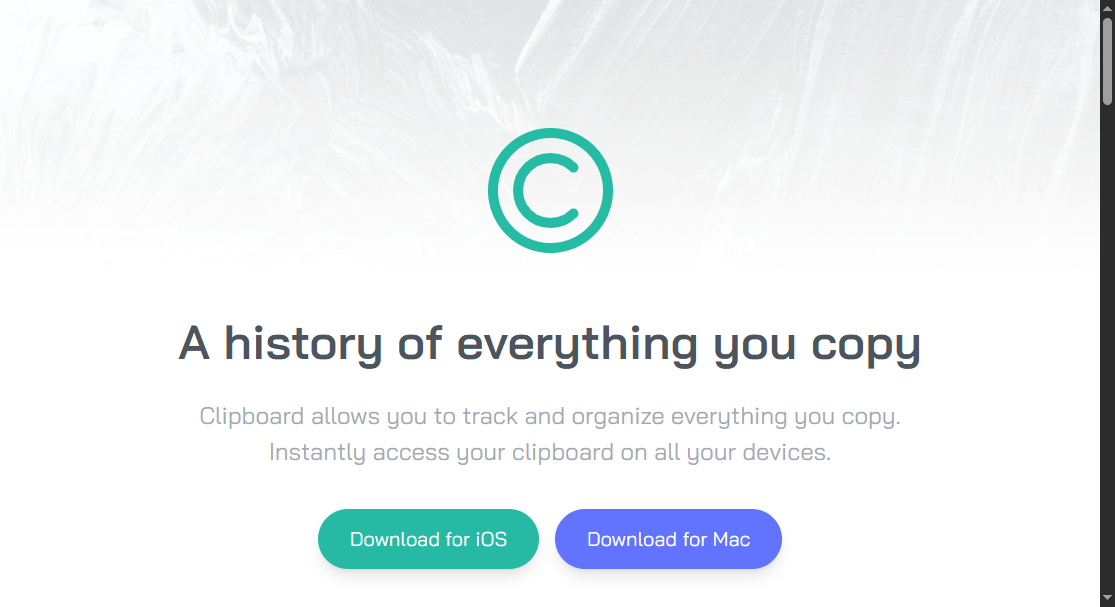 A history of everything you copy
Clipboard allows you to track and organize everything you copy.
Instantly access your clipboard on all your devices.
Download for iOS
Download for Mac